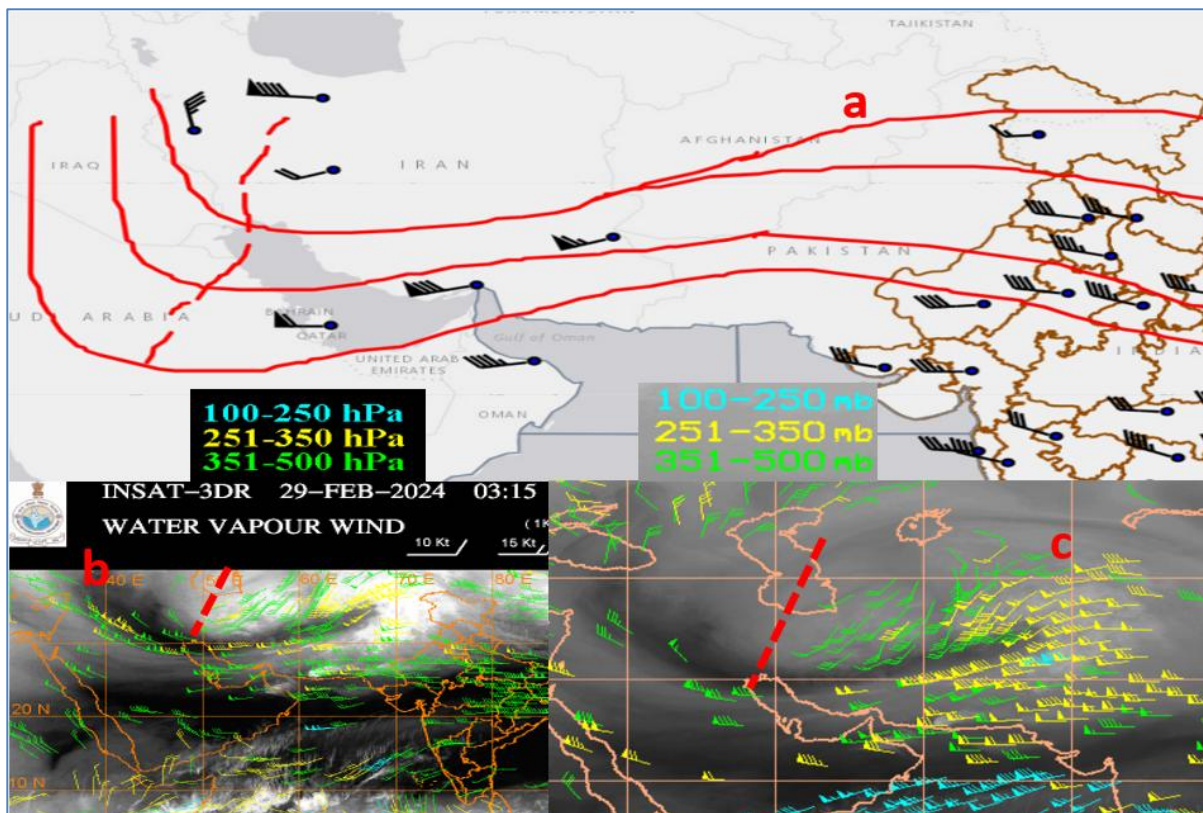 TAJIKISTAN
a
AFGHANISTAN
IRAQ
IRAN
PAKISTAN
UDI ARABIA
BAHRAIN
QATAR
Gulf of Oman
INDIA
UNITED ARAB
EMIRATES
OMAN
100-250 hPa
251-350 hPa
351-500 hPa
100-250 mb
251-350 mb
351-500 mb
INSAT-3DR 29-FEB-2024 03:15
WATER VAPOUR WIND
10 Kt
15 Kt
b
c
40 E
60 E
70 E
80 E
20 N
10 N